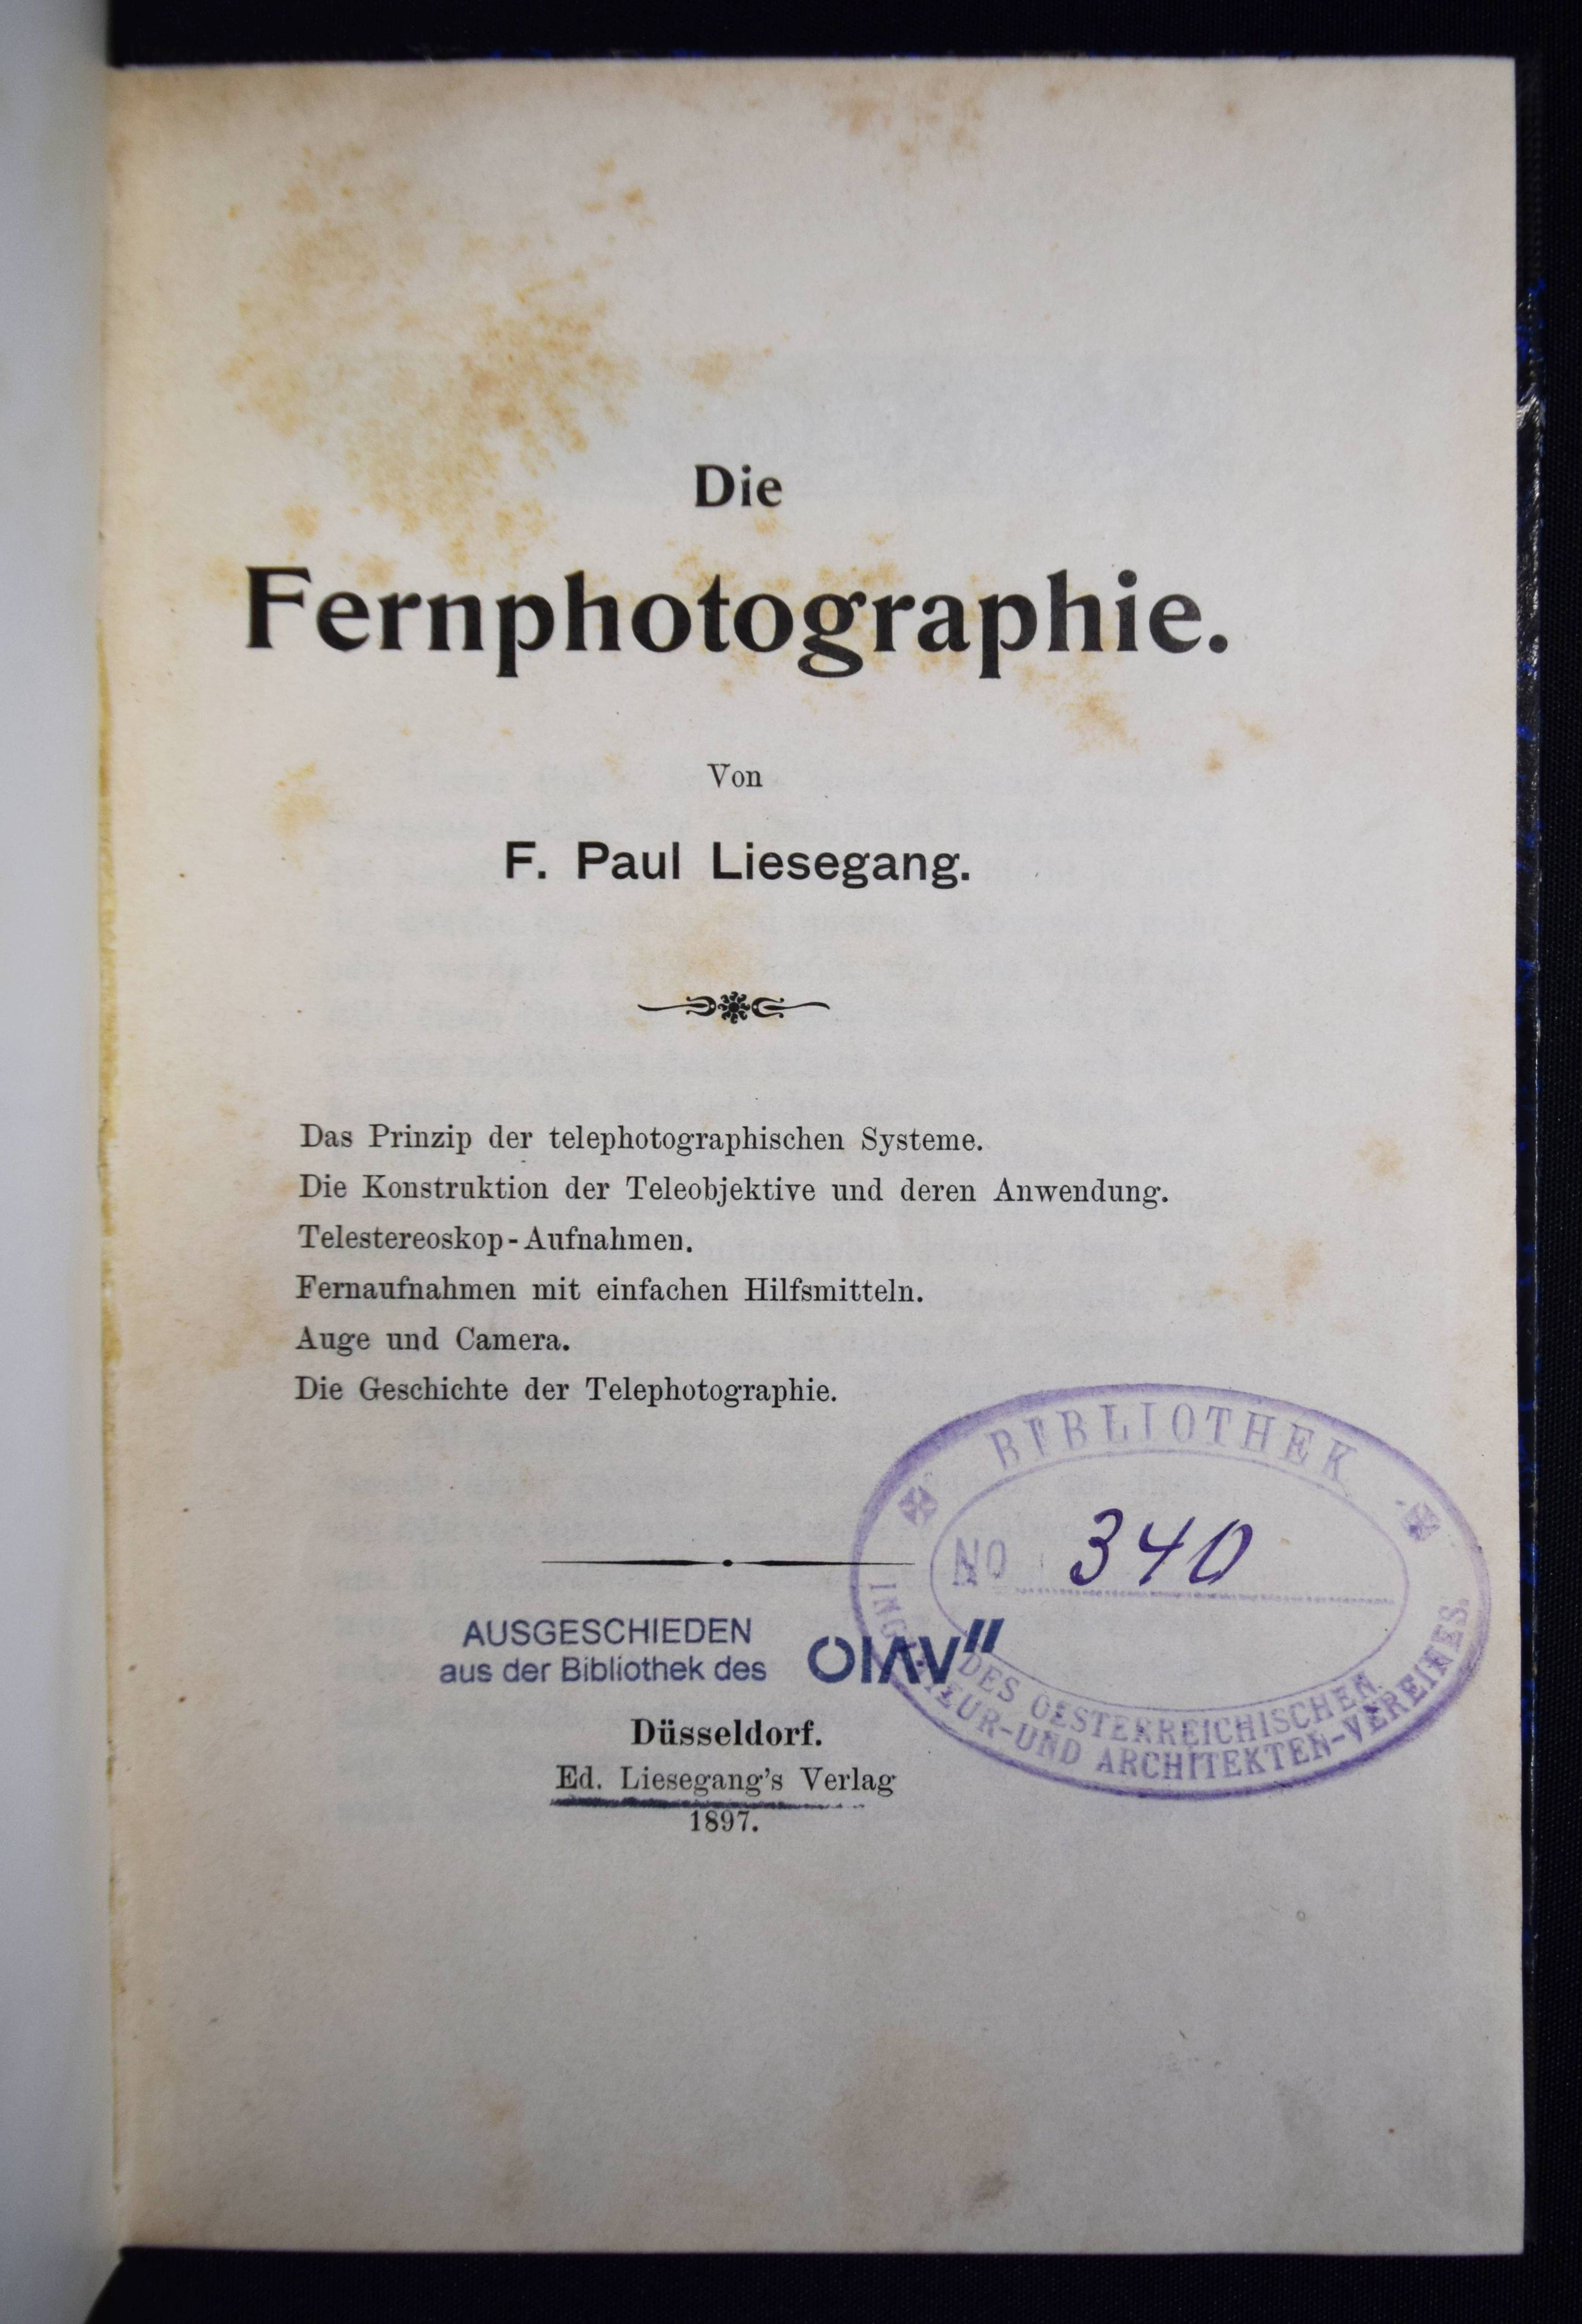 Die
Fernphotographie.
Von
F. Paul Liesegang.
Das Prinzip der telephotographischen Systeme.
Die Konstruktion der Teleobjektive und deren Anwendung.
Telestereoskop-Aufnahmen.
Fernaufnahmen mit einfachen Hilfsmitteln.
Auge und Camera.
Die Geschichte der Telephotographie.
BIBLIOTHEK
NO 340
DES OESTERREICHISCHEN
INGENIEUR-UND ARCHITEKTEN-VEREINES.
AUSGESCHIEDEN
aus der Bibliothek des OIAV"
Düsseldorf.
Ed. Liesegang's Verlag
1897.